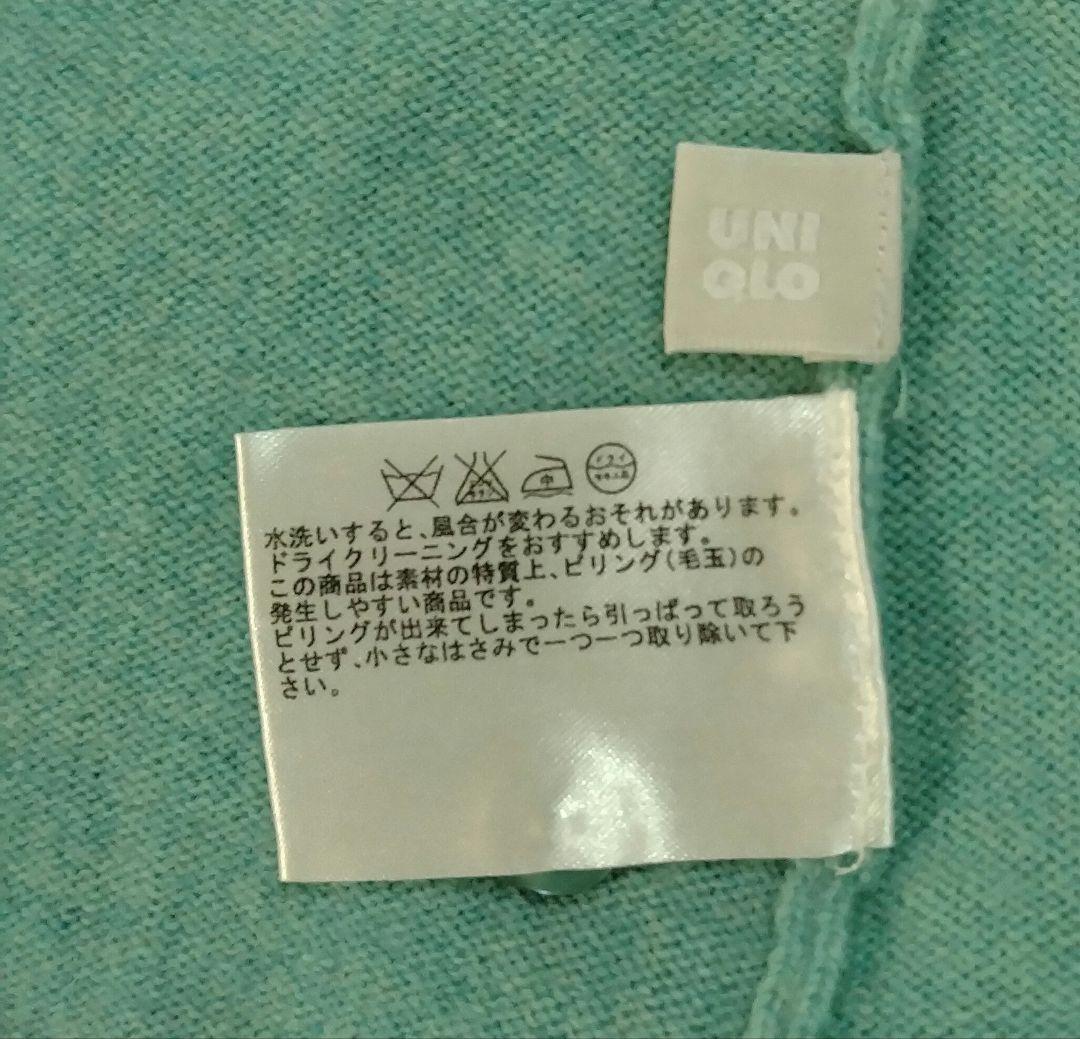 UNI
QLO
中
ドライ
水洗いすると、風合が変わるおそれがあります。
ドライクリーニングをおすすめします。
この商品は素材の特質上、ピリング(毛玉)の
発生しやすい商品です。
ピリングが出来てしまったら引っぱって取ろう
とせず、小さなはさみで一つ一つ取り除いて下
さい。